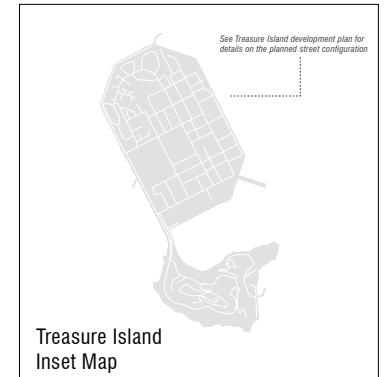 See Treasure Island development plan for
details on the planned street configuration
Treasure Island
Inset Map